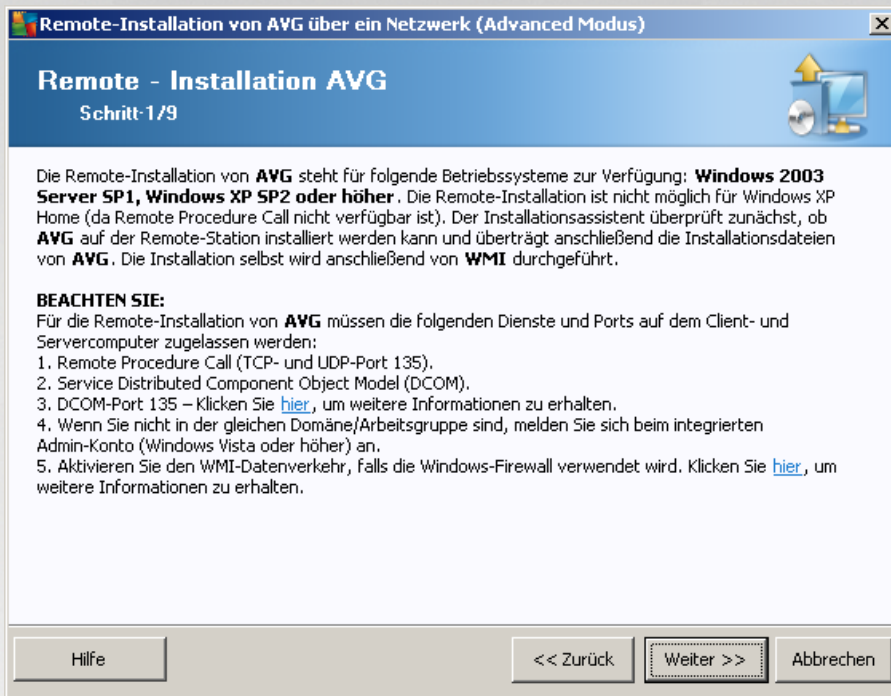 Remote-Installation von AVG über ein Netzwerk (Advanced Modus)
Remote - Installation AVG
Schritt-1/9
Die Remote-Installation von AVG steht für folgende Betriebssysteme zur Verfügung: Windows 2003
Server SP1, Windows XP SP2 oder höher. Die Remote-Installation ist nicht möglich für Windows XP
Home (da Remote Procedure Call nicht verfügbar ist). Der Installationsassistent überprüft zunächst, ob
AVG auf der Remote-Station installiert werden kann und überträgt anschließend die Installationsdateien
von AVG. Die Installation selbst wird anschließend von WMI durchgeführt.
BEACHTEN SIE:
Für die Remote-Installation von AVG müssen die folgenden Dienste und Ports auf dem Client- und
Servercomputer zugelassen werden:
1. Remote Procedure Call (TCP- und UDP-Port 135).
2. Service Distributed Component Object Model (DCOM).
3. DCOM-Port 135 – Klicken Sie hier, um weitere Informationen zu erhalten.
4. Wenn Sie nicht in der gleichen Domäne/Arbeitsgruppe sind, melden Sie sich beim integrierten
Admin-Konto (Windows Vista oder höher) an.
5. Aktivieren Sie den WMI-Datenverkehr, falls die Windows-Firewall verwendet wird. Klicken Sie hier, um
weitere Informationen zu erhalten.
Hilfe
<< Zurück
Weiter >>
Abbrechen